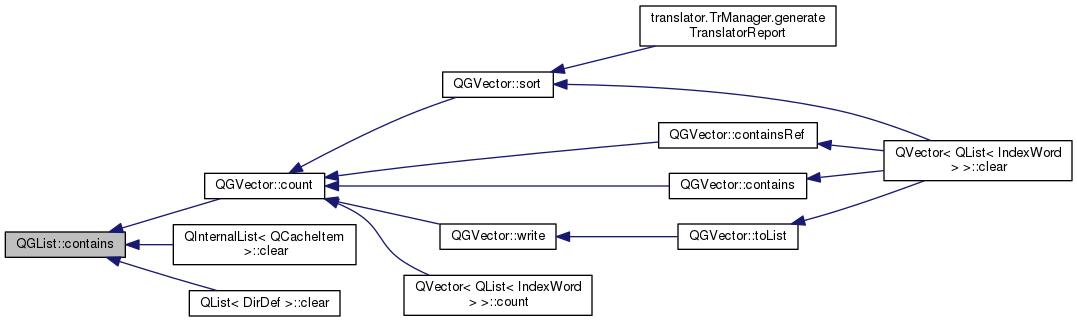 translator.TrManager.generate
TranslatorReport
QGVector::sort
QGVector::containsRef
QVector< QList< IndexWord
> >::clear
QGVector::count
QGVector::contains
QGList::contains
QInternalList< QCacheItem
>::clear
QGVector::write
QGVector::toList
QList< DirDef >::clear
QVector< QList< IndexWord
> >::count